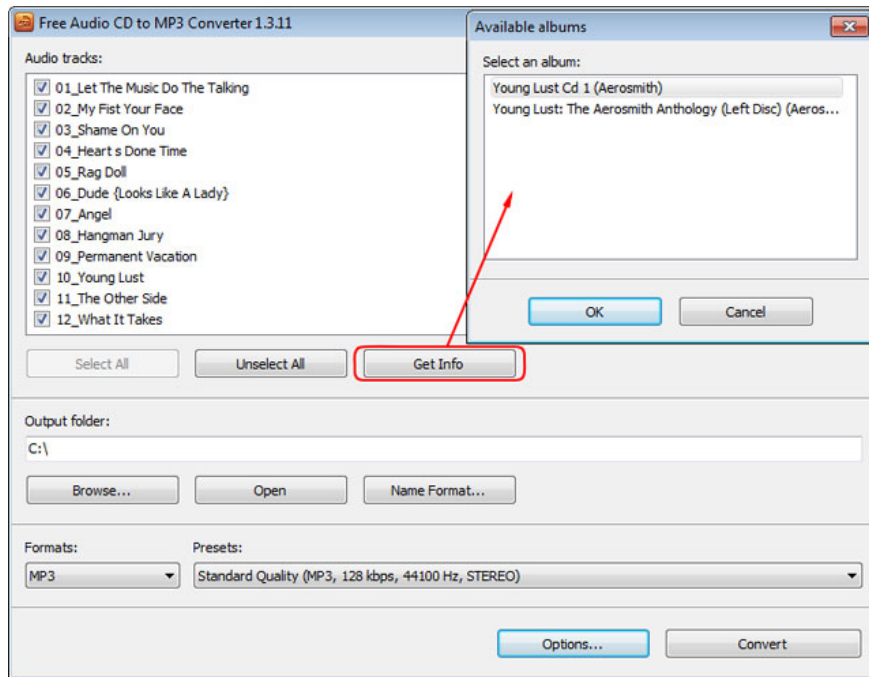 Free Audio CD to MP3 Converter 1.3.11
Audio tracks:
01_Let The Music Do The Talking
02_My Fist Your Face
03_Shame On You
04_Heart s Done Time
05_Rag Doll
06_Dude {Looks Like A Lady}
07_Angel
08_Hangman Jury
09_Permanent Vacation
10_Young Lust
11_The Other Side
12_What It Takes
Select All Unselect All Get Info
Available albums
Select an album:
Young Lust Cd 1 (Aerosmith)
Young Lust: The Aerosmith Anthology (Left Disc) (Aeros...
OK Cancel
Output folder:
C:\
Browse... Open Name Format...
Formats: Presets:
MP3 Standard Quality (MP3, 128 kbps, 44100 Hz, STEREO)
Options... Convert